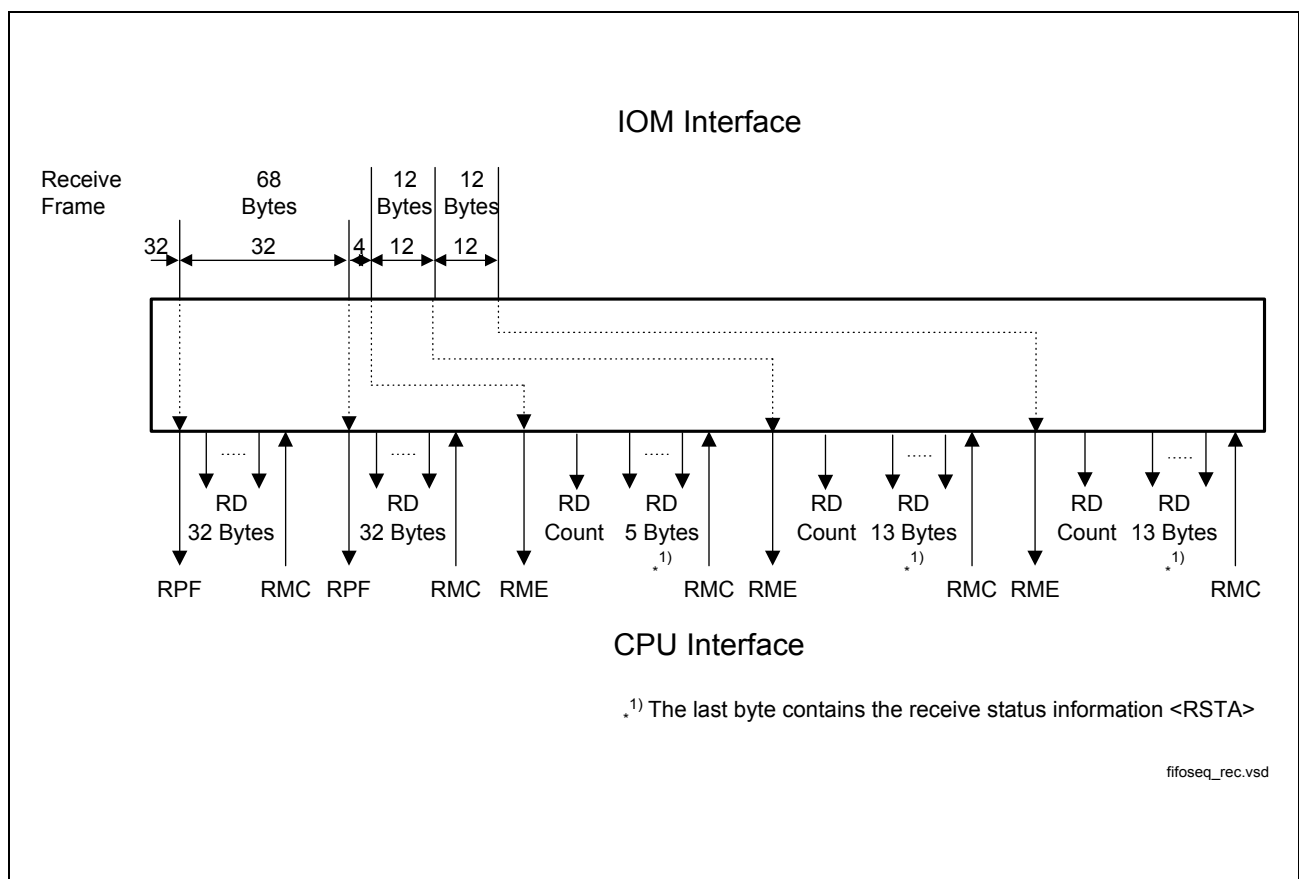 IOM Interface
Receive 68 12 12
Frame Bytes Bytes Bytes
32 32 4 12 12
..... ..... ..... ..... .....
RD RD RD RD RD RD RD RD
32 Bytes 32 Bytes Count 5 Bytes Count 13 Bytes Count 13 Bytes
*1) *1) *1)
RPF RMC RPF RMC RME RMC RME RMC RME RMC
CPU Interface
*1) The last byte contains the receive status information <RSTA>
fifoseq_rec.vsd